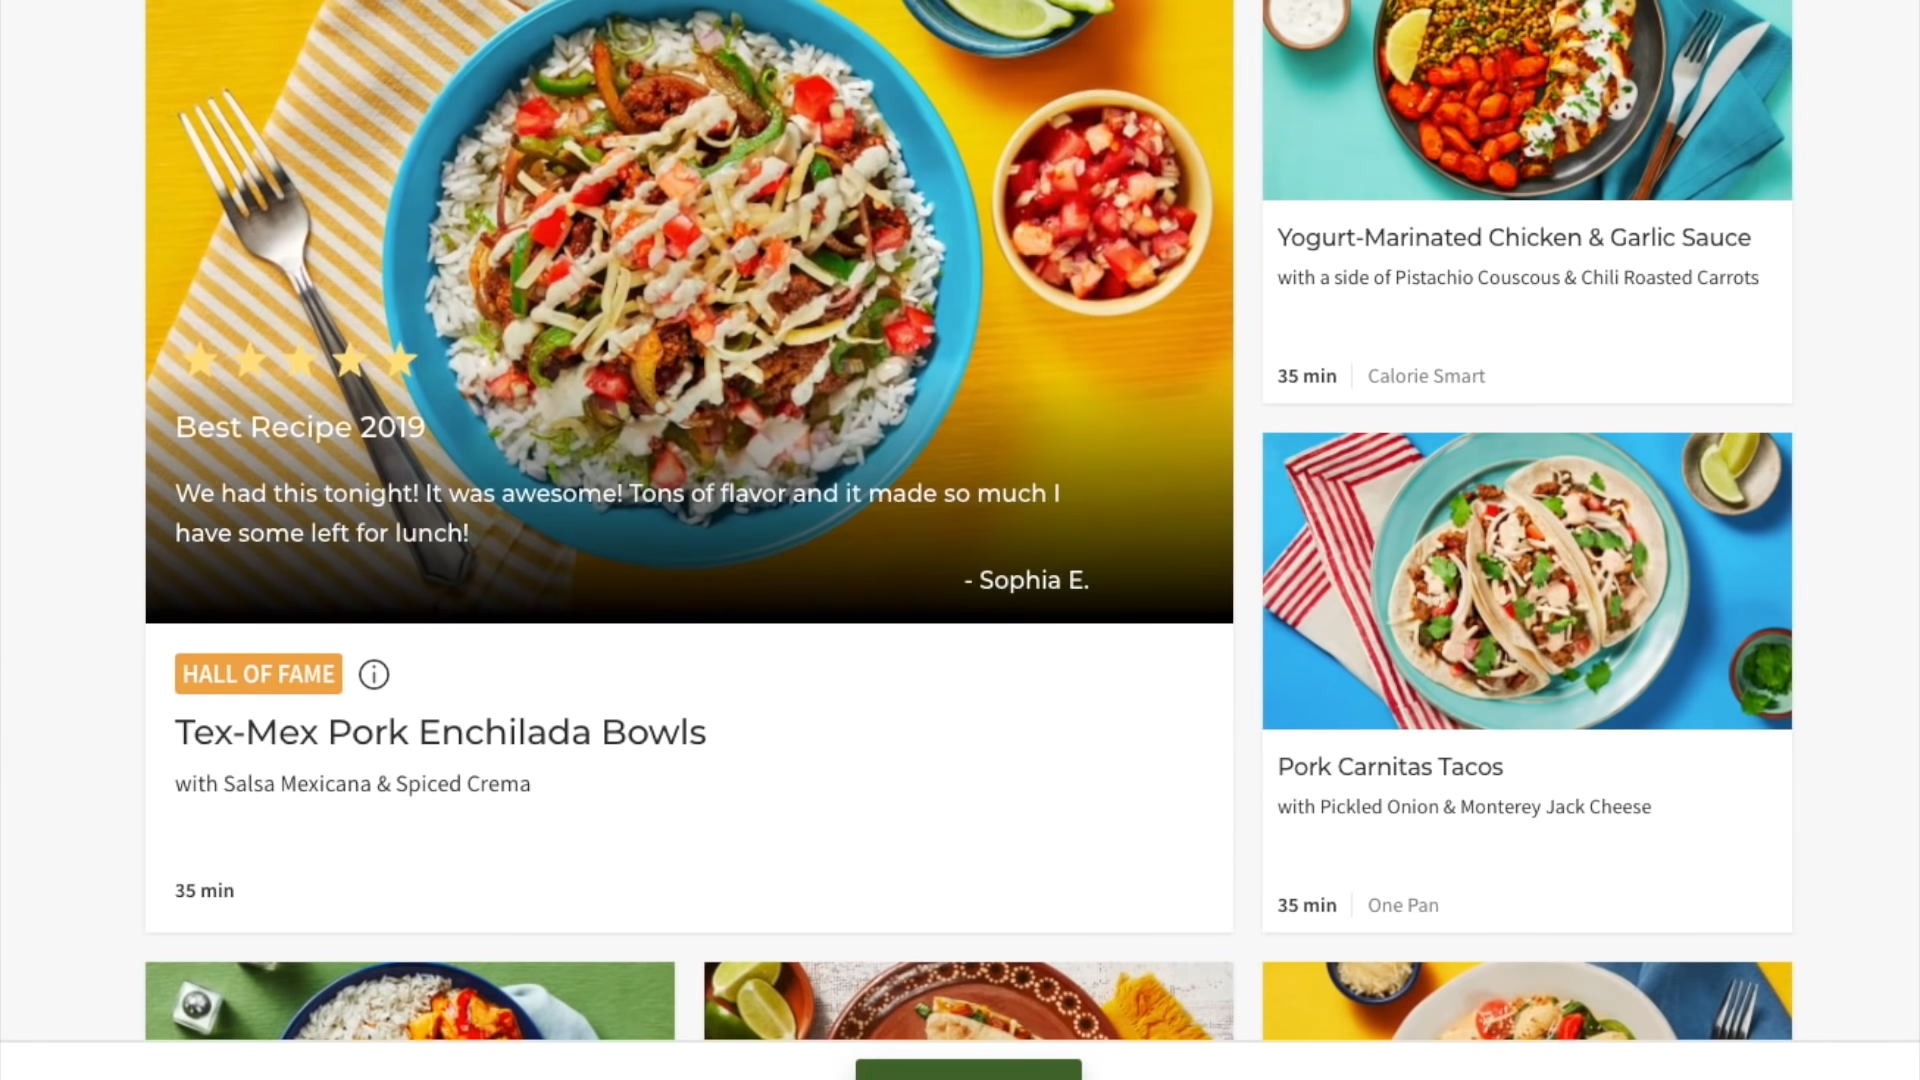 Best Recipe 2019
We had this tonight! It was awesome! Tons of flavor and it made so much I
have some left for lunch!
- Sophia E.
HALL OF FAME
Tex-Mex Pork Enchilada Bowls
with Salsa Mexicana & Spiced Crema
35 min
Yogurt-Marinated Chicken & Garlic Sauce
with a side of Pistachio Couscous & Chili Roasted Carrots
35 min
Calorie Smart
Pork Carnitas Tacos
with Pickled Onion & Monterey Jack Cheese
35 min
One Pan